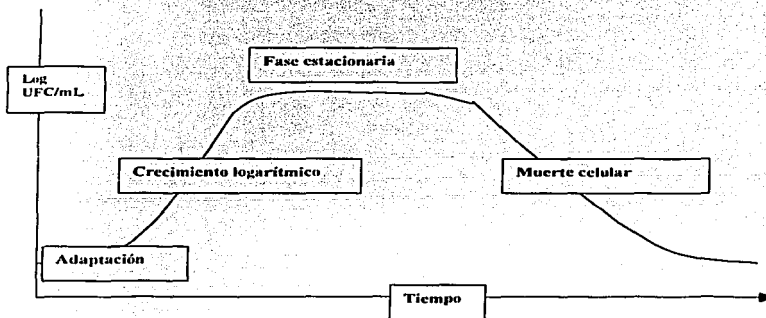 Fase estacionaria
Log
UFC/mL
Crecimiento logarítmico
Muerte celular
Adaptación
Tiempo